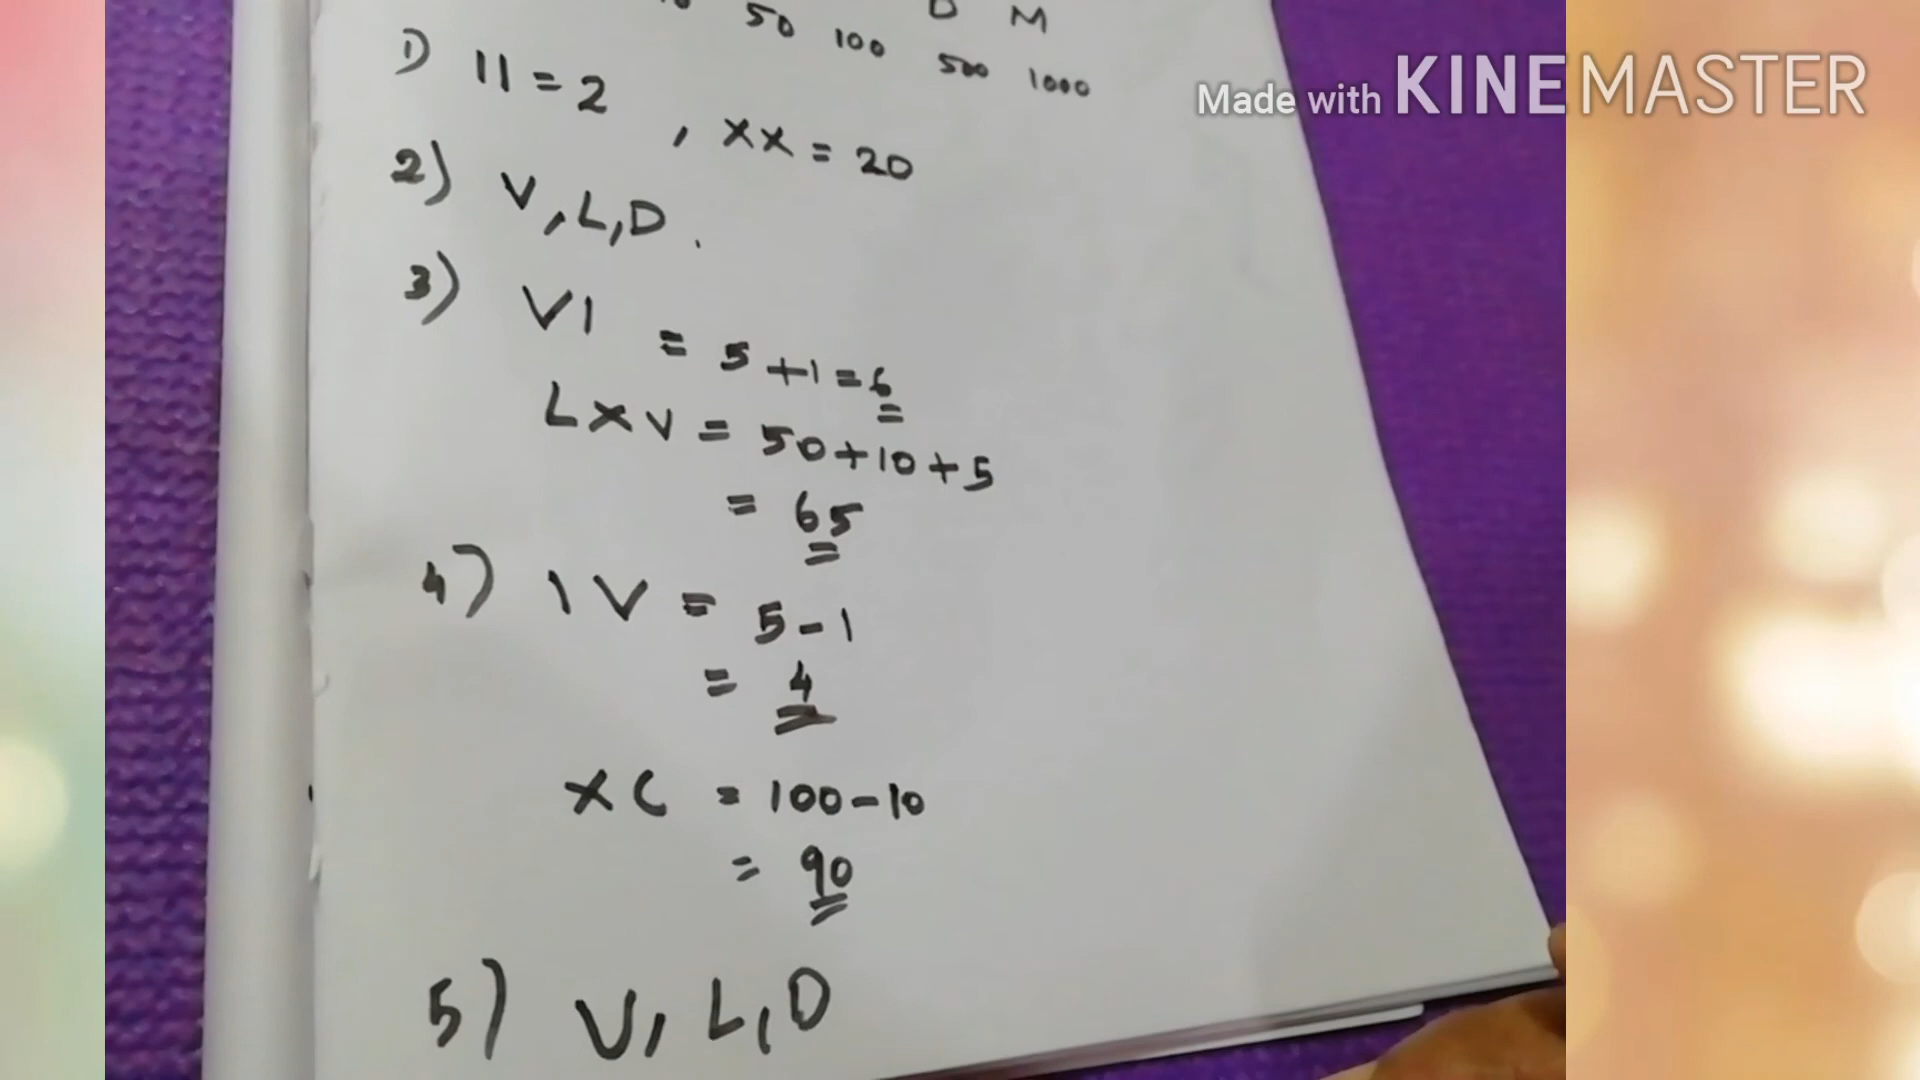 D M
50 100 500 1000
Made with KINEMASTER
1) II = 2 , XX = 20
2) V, L, D.
3) VI = 5 + 1 = 6
LXV = 50 + 10 + 5
= 65
4) IV = 5 - 1
= 4
XC = 100 - 10
= 90
5) V, L, D